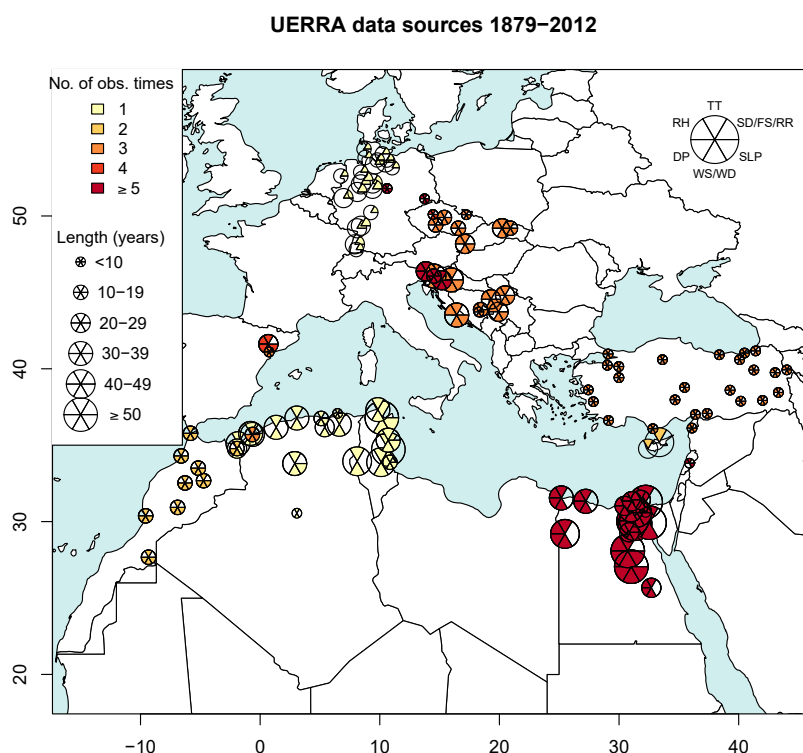 UERRA data sources 1879−2012
No. of obs. times
1
2
3
4
≥ 5
Length (years)
<10
10−19
20−29
30−39
40−49
≥ 50
TT
RH SD/FS/RR
DP SLP
WS/WD
50
40
30
20
−10 0 10 20 30 40